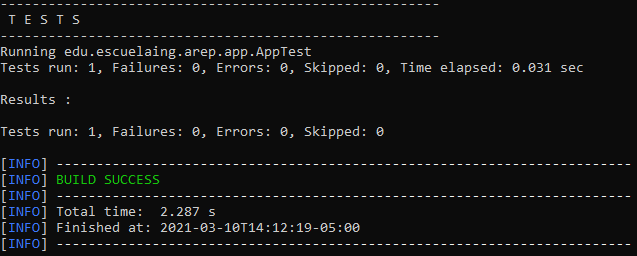 -------------------------------------------------------
 T E S T S
-------------------------------------------------------
Running edu.escuelaing.arep.app.AppTest
Tests run: 1, Failures: 0, Errors: 0, Skipped: 0, Time elapsed: 0.031 sec

Results :

Tests run: 1, Failures: 0, Errors: 0, Skipped: 0

[INFO] ------------------------------------------------------------------------
[INFO] BUILD SUCCESS
[INFO] ------------------------------------------------------------------------
[INFO] Total time:  2.287 s
[INFO] Finished at: 2021-03-10T14:12:19-05:00
[INFO] ------------------------------------------------------------------------